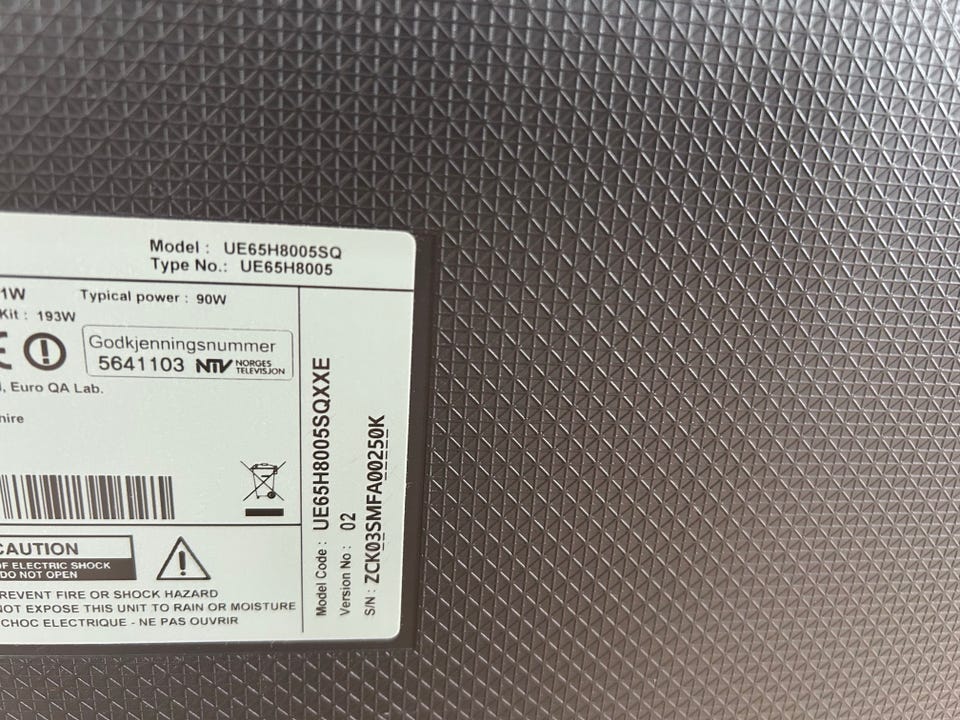 Model : UE65H8005SQ
Type No.: UE65H8005
1W Typical power : 90W
Kit : 193W
Godkjenningsnummer
5641103 NTV NORGES TELEVISJON
, Euro QA Lab.
hire
CAUTION
OF ELECTRIC SHOCK
DO NOT OPEN
REVENT FIRE OR SHOCK HAZARD
NOT EXPOSE THIS UNIT TO RAIN OR MOISTURE
CHOC ELECTRIQUE - NE PAS OUVRIR
Model Code : UE65H8005SQXXE
Version No : 02
S/N : ZCK03SMFA00250K